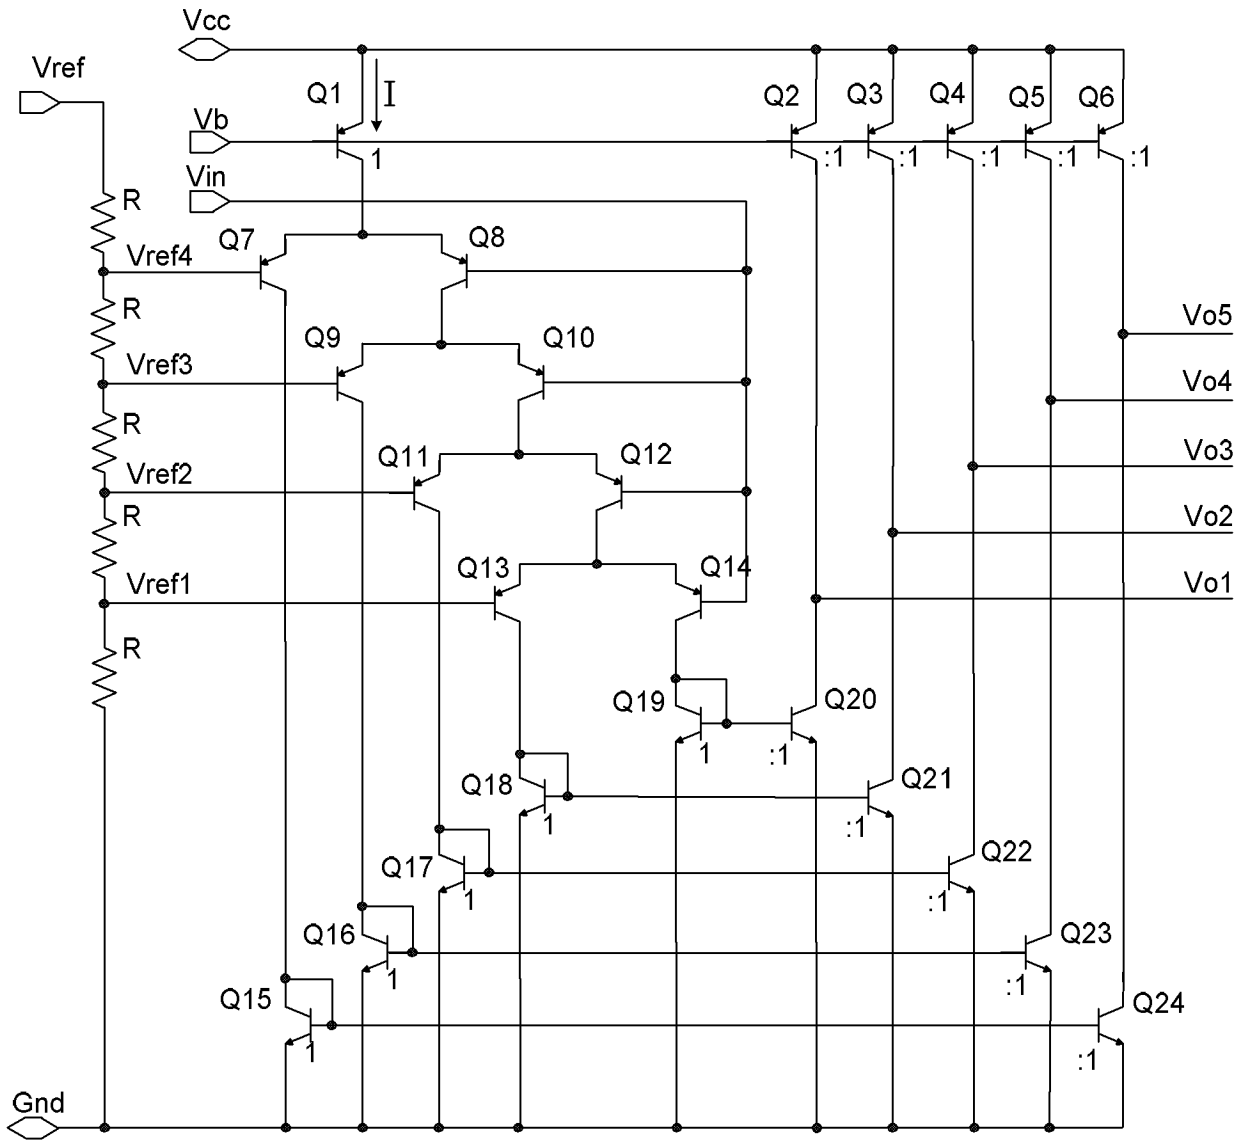 Vcc
Vref
Q1 I Q2 Q3 Q4 Q5 Q6
Vb
1 :1 :1 :1 :1 :1
Vin
R
Q7 Q8
Vref4
R
Q9 Q10
Vo5
Vref3
Vo4
R
Q11 Q12
Vo3
Vref2
R
Vo2
Q13 Q14
Vref1
Vo1
R
Q19 Q20
1 :1
Q18 Q21
1 :1
Q17 Q22
1 :1
Q16 Q23
1 :1
Q15 Q24
1 :1
Gnd